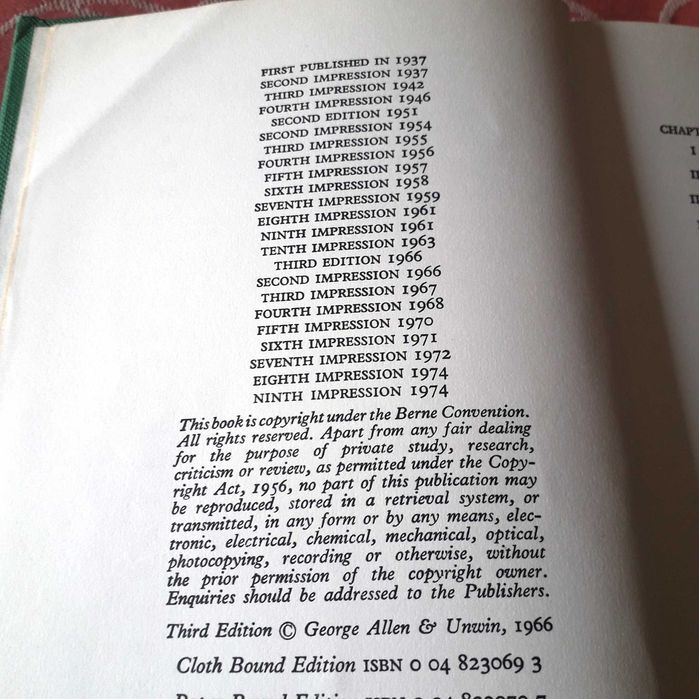 FIRST PUBLISHED IN 1937
SECOND IMPRESSION 1937
THIRD IMPRESSION 1942
FOURTH IMPRESSION 1946
SECOND EDITION 1951
SECOND IMPRESSION 1954
THIRD IMPRESSION 1955
FOURTH IMPRESSION 1956
FIFTH IMPRESSION 1957
SIXTH IMPRESSION 1958
SEVENTH IMPRESSION 1959
EIGHTH IMPRESSION 1961
NINTH IMPRESSION 1961
TENTH IMPRESSION 1963
THIRD EDITION 1966
SECOND IMPRESSION 1966
THIRD IMPRESSION 1967
FOURTH IMPRESSION 1968
FIFTH IMPRESSION 1970
SIXTH IMPRESSION 1971
SEVENTH IMPRESSION 1972
EIGHTH IMPRESSION 1974
NINTH IMPRESSION 1974
This book is copyright under the Berne Convention.
All rights reserved. Apart from any fair dealing
for the purpose of private study, research,
criticism or review, as permitted under the Copy-
right Act, 1956, no part of this publication may
be reproduced, stored in a retrieval system, or
transmitted, in any form or by any means, elec-
tronic, electrical, chemical, mechanical, optical,
photocopying, recording or otherwise, without
the prior permission of the copyright owner.
Enquiries should be addressed to the Publishers.
Third Edition © George Allen & Unwin, 1966
Cloth Bound Edition ISBN 0 04 823069 3
CHAPT
I